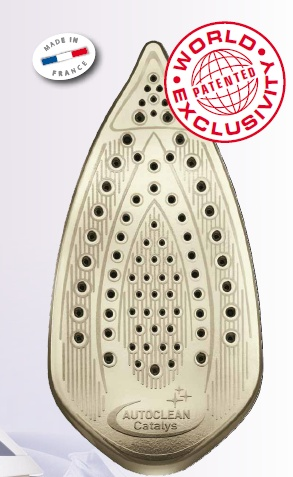 MADE IN
FRANCE
WORLD
PATENTED
EXCLUSIVITY
AUTOCLEAN
Catalys